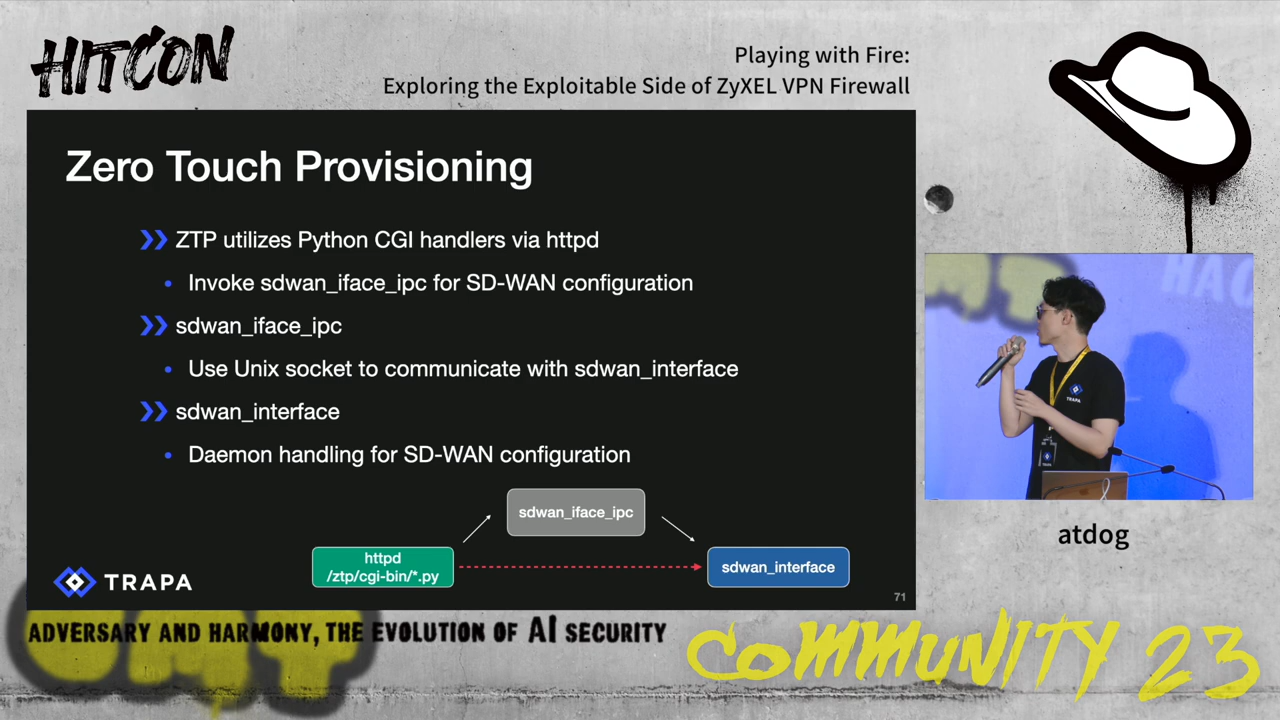 HITCON
Playing with Fire:
Exploring the Exploitable Side of ZyXEL VPN Firewall
Zero Touch Provisioning
ZTP utilizes Python CGI handlers via httpd
Invoke sdwan_iface_ipc for SD-WAN configuration
sdwan_iface_ipc
Use Unix socket to communicate with sdwan_interface
sdwan_interface
Daemon handling for SD-WAN configuration
sdwan_iface_ipc
httpd
/ztp/cgi-bin/*.py
sdwan_interface
TRAPA
71
TRAPA
atdog
ADVERSARY AND HARMONY, THE EVOLUTION OF AI SECURITY
COMMUNITY 23